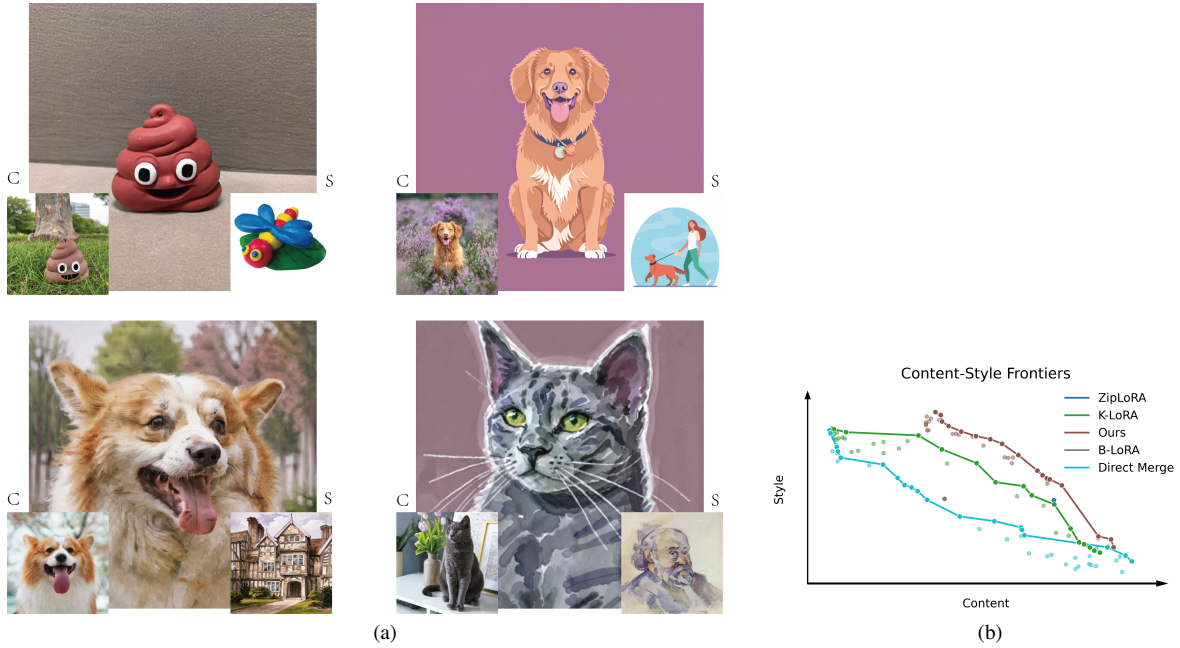 C
S
C
S
C
S
C
S
(a)
Content-Style Frontiers
ZipLoRA
K-LoRA
Ours
B-LoRA
Direct Merge
Style
Content
(b)